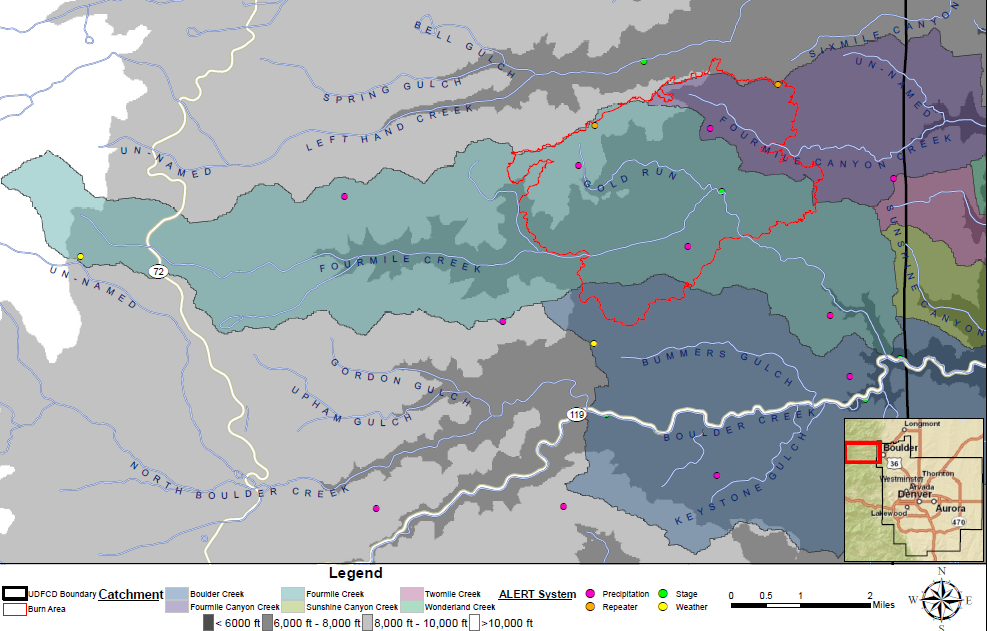 BELL GULCH
SIXMILE CANYON
SPRING GULCH
UN-NAMED
LEFT HAND CREEK
FOURMILE CANYON CREEK
UN-NAMED
GOLD RUN
SUNSHINE CANYON
FOURMILE CREEK
72
UN-NAMED
BUMMERS GULCH
GORDON GULCH
UPHAM GULCH
119
BOULDER CREEK
KEYSTONE GULCH
NORTH BOULDER CREEK
Longmont
Boulder
36
Thornton
Westminster
Arvada
Denver
Aurora
Lakewood
470
Legend
UDFCD Boundary
Burn Area
Catchment
Boulder Creek
Fourmile Canyon Creek
Fourmile Creek
Sunshine Canyon Creek
Twomile Creek
Wonderland Creek
ALERT System
Precipitation
Repeater
Stage
Weather
< 6000 ft
6,000 ft - 8,000 ft
8,000 ft - 10,000 ft
>10,000 ft
0 0.5 1 2
Miles
N
W E
S